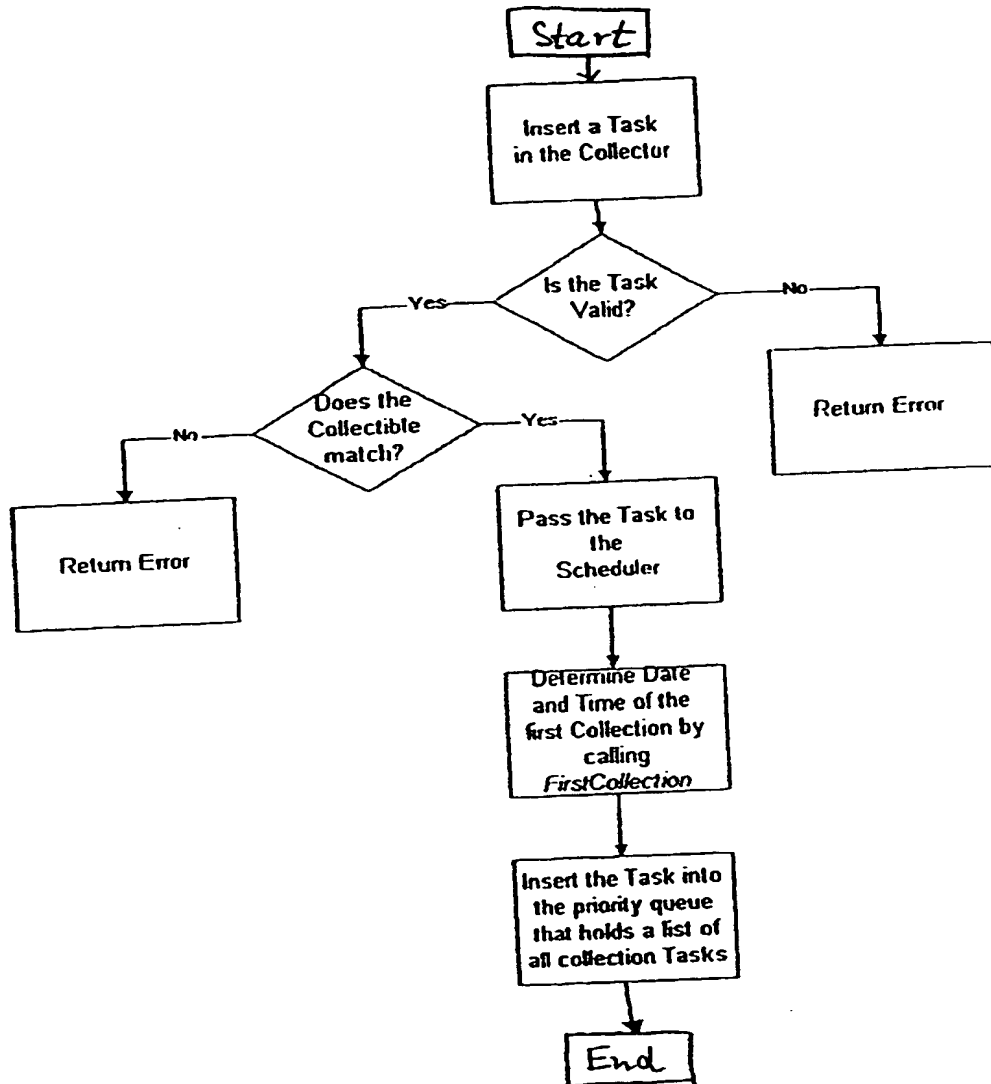 Start
Insert a Task
in the Collector
Is the Task
Valid?
Yes
No
Does the
Collectible
match?
No
Yes
Return Error
Return Error
Pass the Task to
the
Scheduler
Determine Date
and Time of the
first Collection by
calling
FirstCollection
Insert the Task into
the priority queue
that holds a list of
all collection Tasks
End